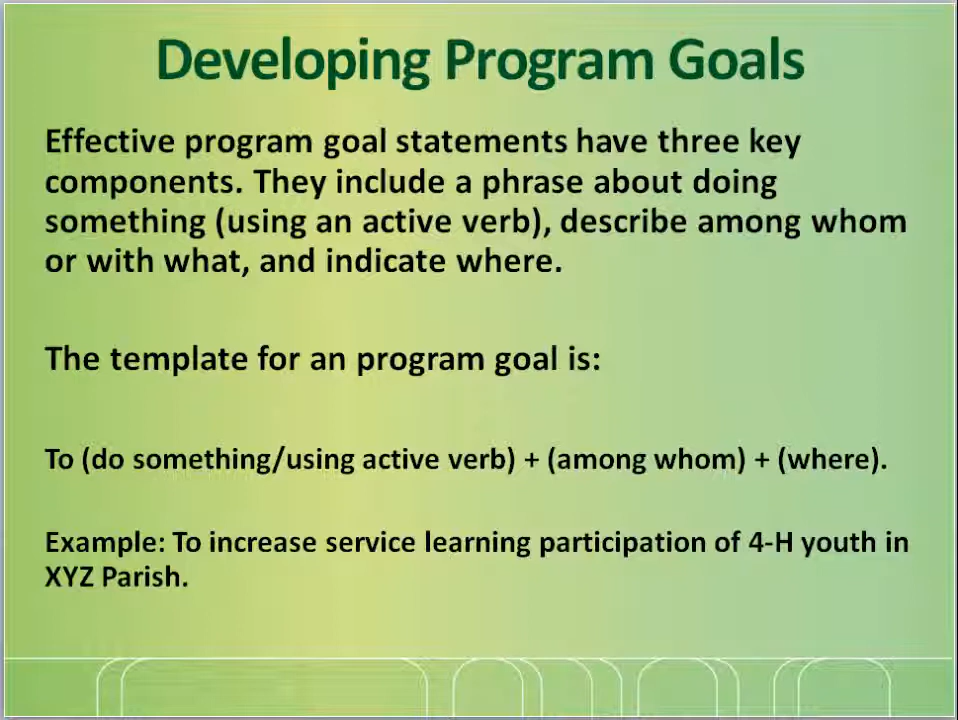 Developing Program Goals
Effective program goal statements have three key
components. They include a phrase about doing
something (using an active verb), describe among whom
or with what, and indicate where.
The template for an program goal is:
To (do something/using active verb) + (among whom) + (where).
Example: To increase service learning participation of 4-H youth in
XYZ Parish.